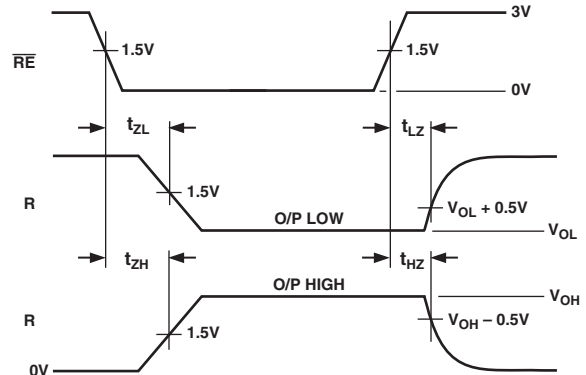 3V
RE
1.5V
1.5V
0V
tZL
tLZ
R
1.5V
O/P LOW
VOL + 0.5V
VOL
tZH
tHZ
O/P HIGH
VOH
R
1.5V
VOH – 0.5V
0V